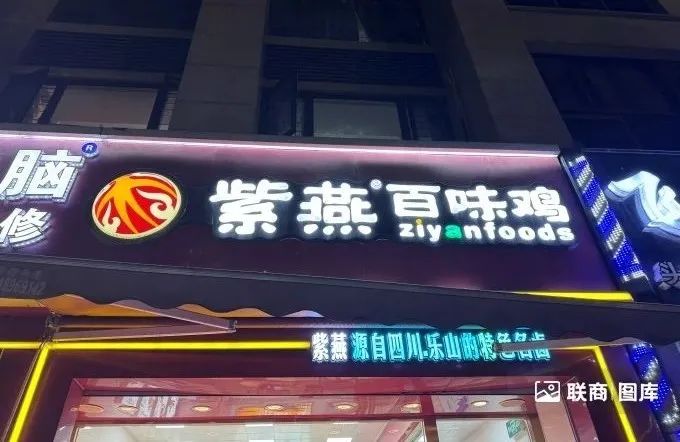 脑®
修
紫燕®百味鸡
ziyanfoods
紫燕 源自四川.乐山的特色名卤
联商 图库